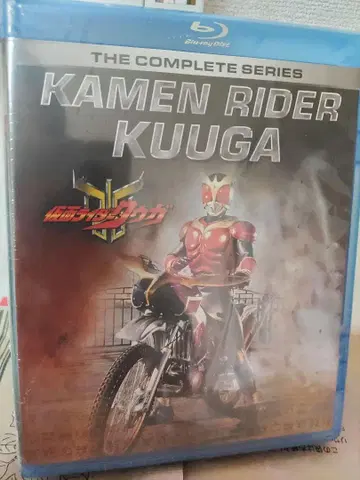 Blu-ray Disc
THE COMPLETE SERIES
KAMEN RIDER
KUUGA
仮面ライダークウガ